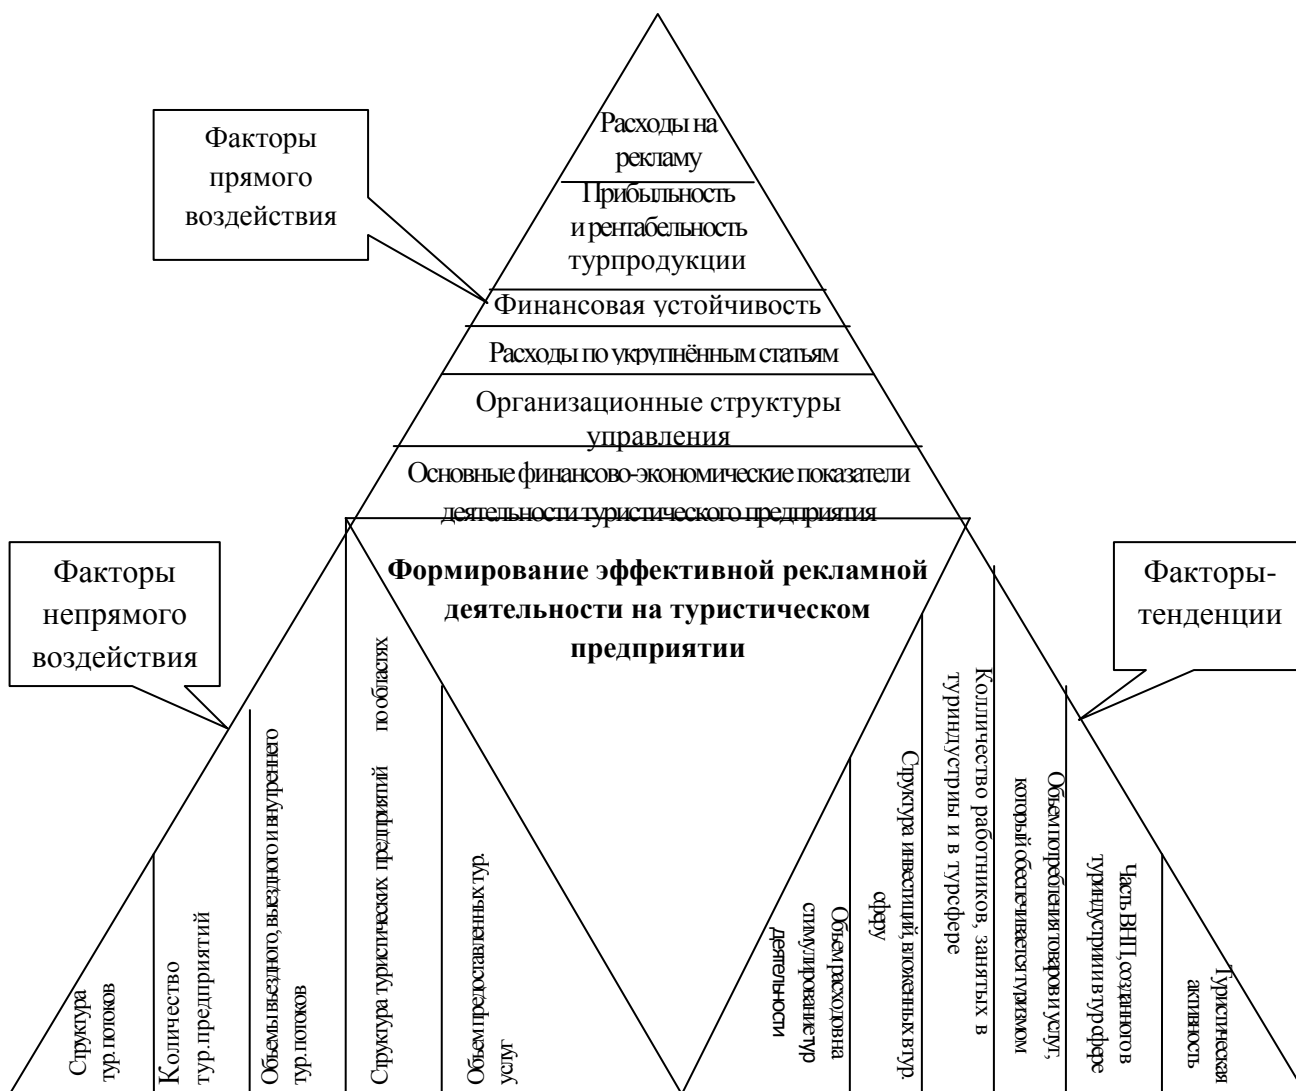 Расходы на
рекламу
Прибыльность
и рентабельность
турпродукции
Финансовая устойчивость
Расходы по укрупнённым статьям
Организационные структуры
управления
Основные финансово-экономические показатели
деятельности туристического предприятия
Факторы
прямого
воздействия
Факторы
непрямого
воздействия
Факторы-
тенденции
Формирование эффективной рекламной
деятельности на туристическом
предприятии
Структура
тур.потоков
Количество
тур.предприятий
Объемы въездного, выездного и внутреннего
тур.потоков
Структура туристических предприятий по областях
Объем предоставленных тур.
услуг
Объем расходов на
стимулирование тур
деятельности
Структура инвестиций, вложенных в тур.
сферу
Колличество работников, занятых в
туриндустриы и в турсфере
Объем потребления товаров и услуг,
который обеспечивается туризмом
Часть ВНП, созданного в
туриндустрии и в тур сфере
Туристическая
активность